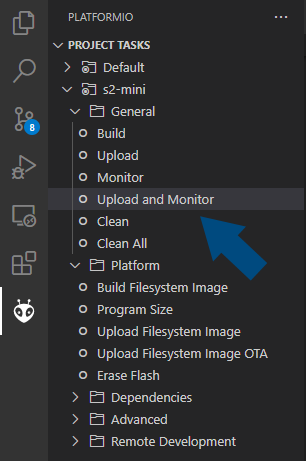 PLATFORMIO
PROJECT TASKS
Default
s2-mini
General
Build
Upload
Monitor
Upload and Monitor
Clean
Clean All
Platform
Build Filesystem Image
Program Size
Upload Filesystem Image
Upload Filesystem Image OTA
Erase Flash
Dependencies
Advanced
Remote Development
8